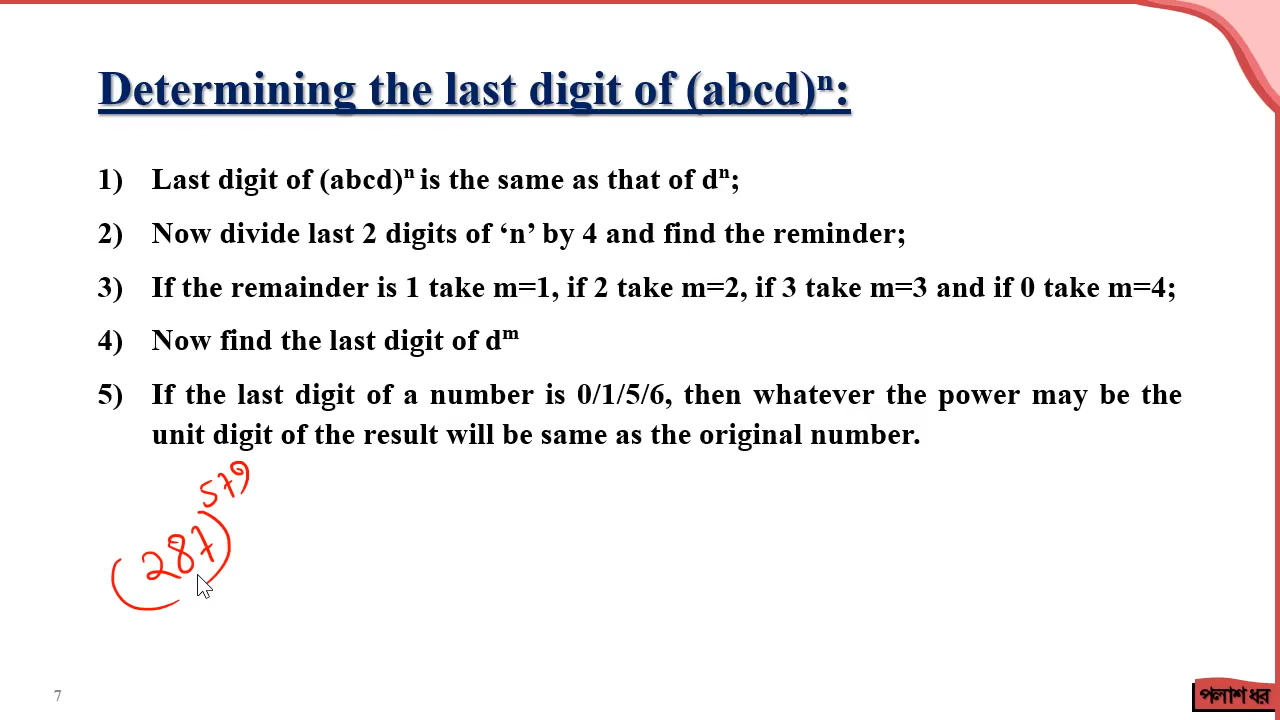 Determining the last digit of (abcd)ⁿ:
1) Last digit of (abcd)ⁿ is the same as that of dⁿ;
2) Now divide last 2 digits of ‘n’ by 4 and find the reminder;
3) If the remainder is 1 take m=1, if 2 take m=2, if 3 take m=3 and if 0 take m=4;
4) Now find the last digit of dᵐ
5) If the last digit of a number is 0/1/5/6, then whatever the power may be the
unit digit of the result will be same as the original number.
(287)⁵⁷⁹
7
পলাশ ধর